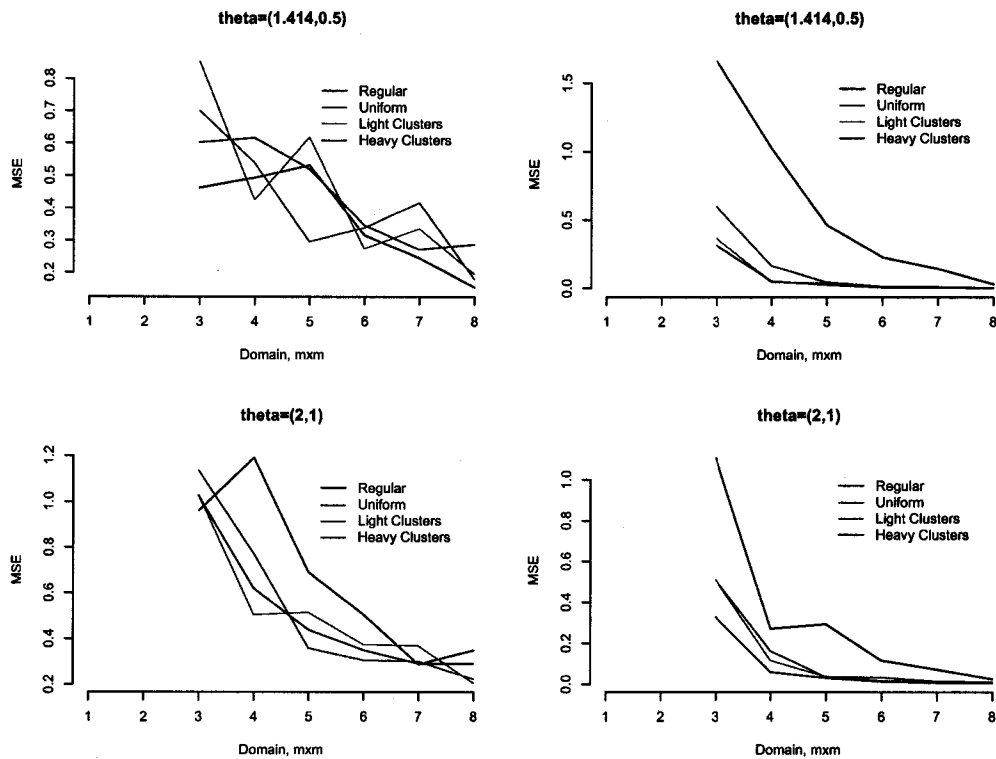 theta=(1.414,0.5)
MSE
0.2 0.3 0.4 0.5 0.6 0.7 0.8
Regular
Uniform
Light Clusters
Heavy Clusters
1 2 3 4 5 6 7 8
Domain, mxm
theta=(1.414,0.5)
MSE
0.0 0.5 1.0 1.5
Regular
Uniform
Light Clusters
Heavy Clusters
1 2 3 4 5 6 7 8
Domain, mxm
theta=(2,1)
MSE
0.2 0.4 0.6 0.8 1.0 1.2
Regular
Uniform
Light Clusters
Heavy Clusters
1 2 3 4 5 6 7 8
Domain, mxm
theta=(2,1)
MSE
0.0 0.2 0.4 0.6 0.8 1.0
Regular
Uniform
Light Clusters
Heavy Clusters
1 2 3 4 5 6 7 8
Domain, mxm